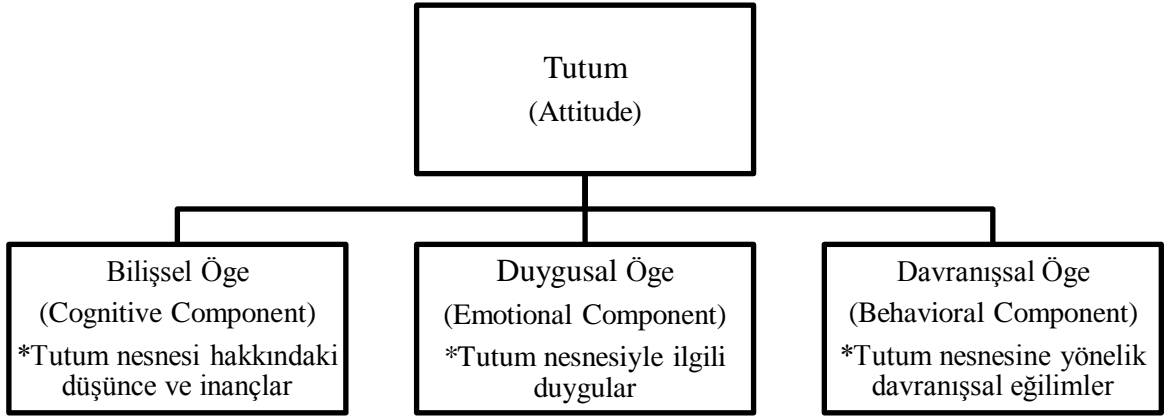 Tutum
(Attitude)
Bilişsel Öge
(Cognitive Component)
*Tutum nesnesi hakkındaki
düşünce ve inançlar
Duygusal Öge
(Emotional Component)
*Tutum nesnesiyle ilgili
duygular
Davranışsal Öge
(Behavioral Component)
*Tutum nesnesine yönelik
davranışsal eğilimler